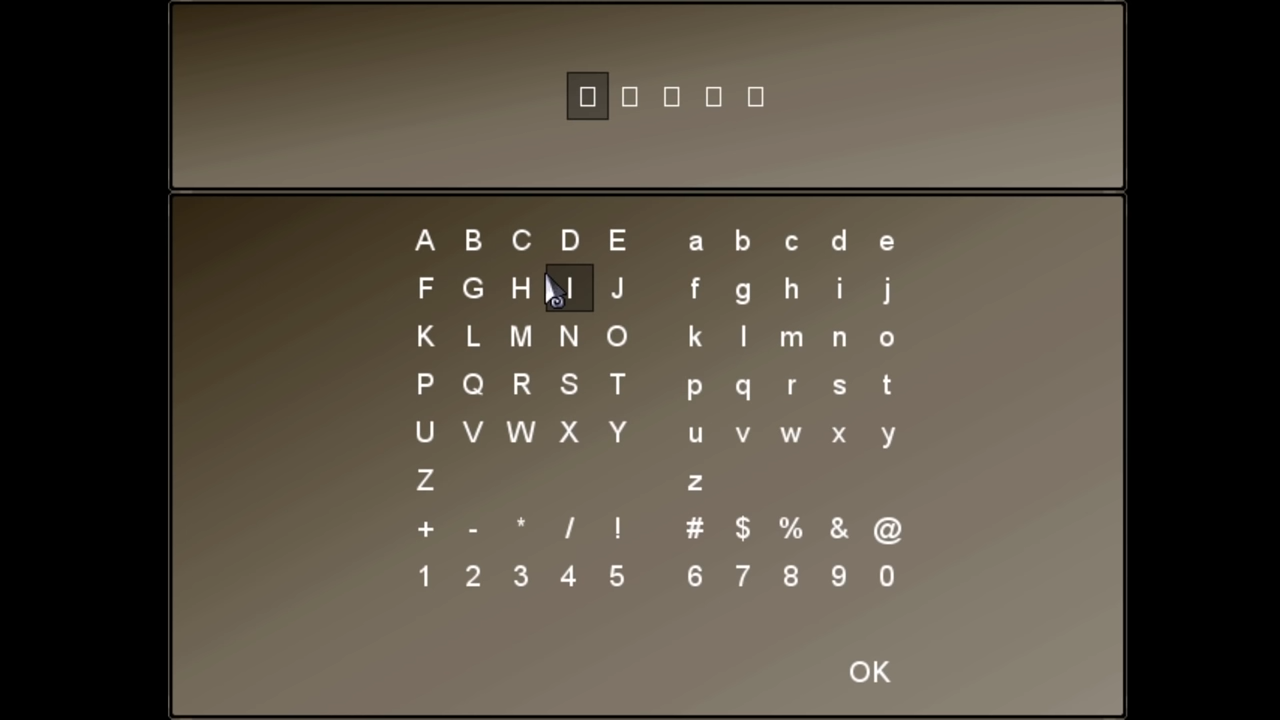 A B C D E a b c d e
F G H I J f g h i j
K L M N O k l m n o
P Q R S T p q r s t
U V W X Y u v w x y
Z z
+ - * / ! # $ % & @
1 2 3 4 5 6 7 8 9 0
OK